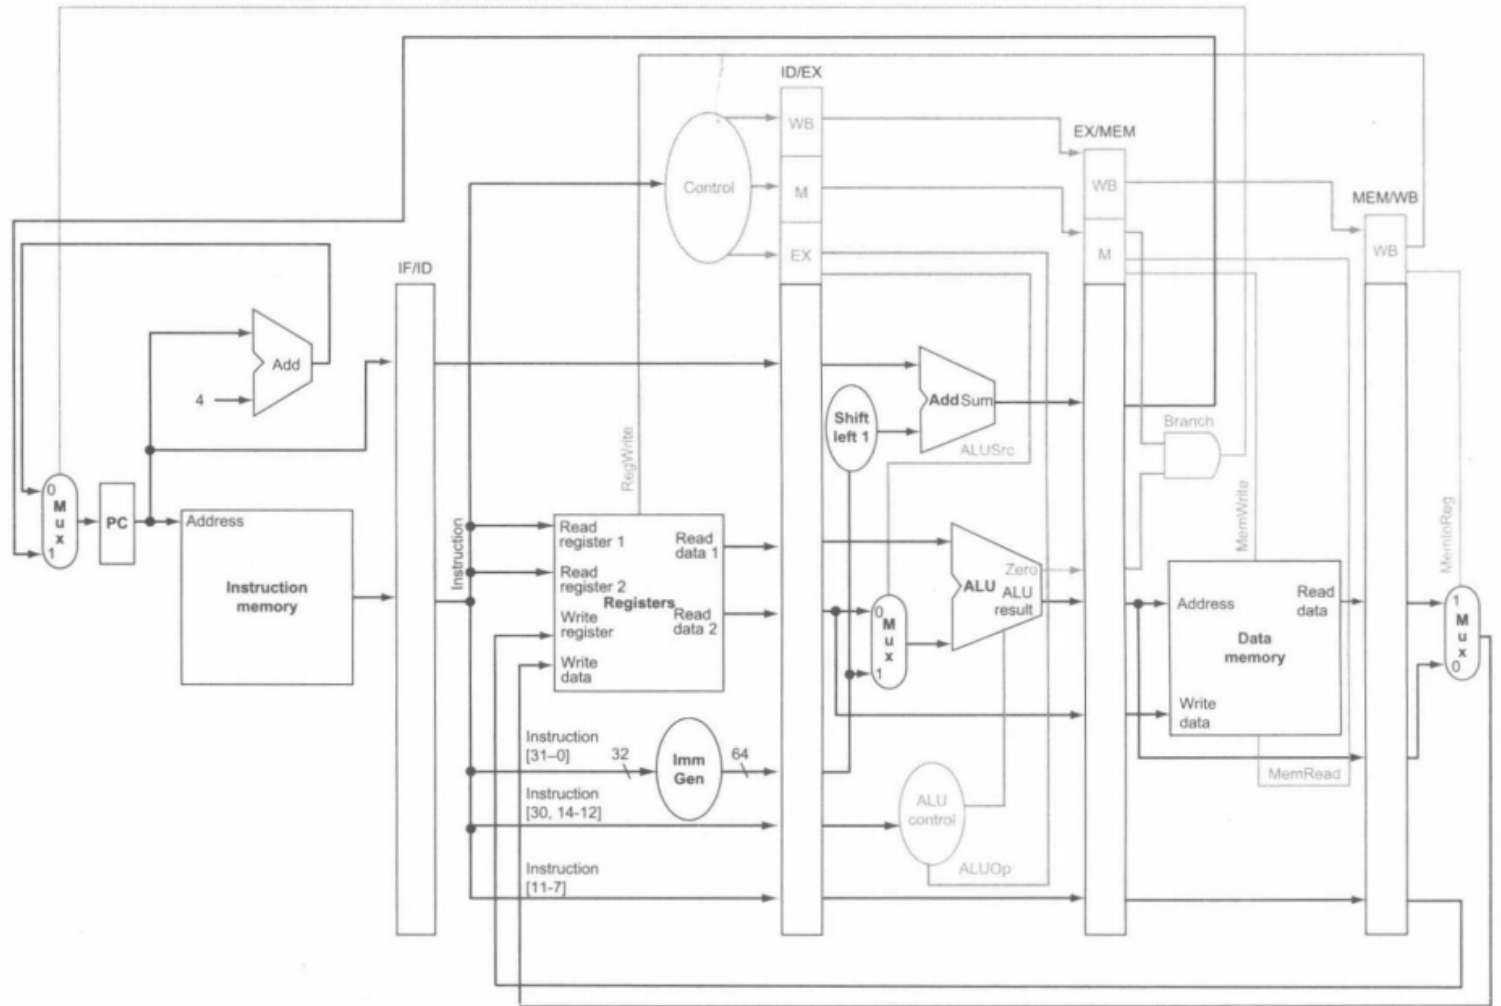 ID/EX
WB
EX/MEM
Control
M
WB
MEM/WB
EX
M
WB
IF/ID
Add
4
Add Sum
Shift
left 1
ALUSrc
Branch
RegWrite
MemWrite
MemtoReg
0
M
u
x
1
PC
Address
Instruction
memory
Instruction
Read
register 1
Read
register 2
Write
register
Write
data
Registers
Read
data 1
Read
data 2
0
M
u
x
1
Zero
ALU
ALU
result
Address
Read
data
Data
memory
Write
data
1
M
u
x
0
Instruction
[31–0]
32
Imm
Gen
64
MemRead
Instruction
[30, 14-12]
ALU
control
Instruction
[11-7]
ALUOp